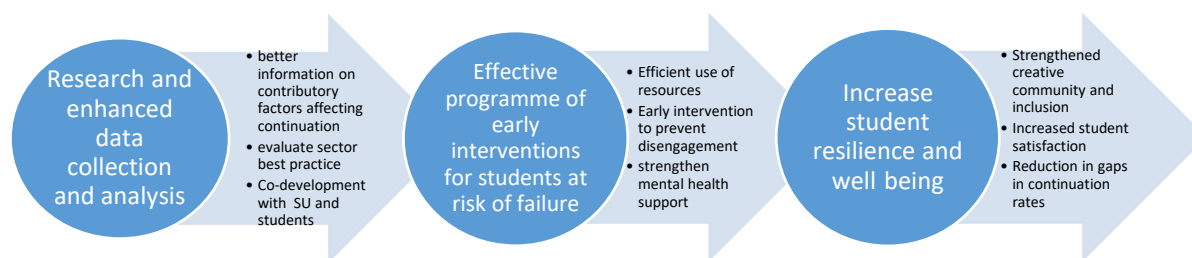 Research and
enhanced
data
collection
and analysis
• better
information on
contributory
factors affecting
continuation
• evaluate sector
best practice
• Co-development
with SU and
students
Effective
programme of
early
interventions
for students at
risk of failure
• Efficient use of
resources
• Early intervention
to prevent
disengagement
• strengthen
mental health
support
Increase
student
resilience and
well being
• Strengthened
creative
community and
inclusion
• Increased student
satisfaction
• Reduction in gaps
in continuation
rates